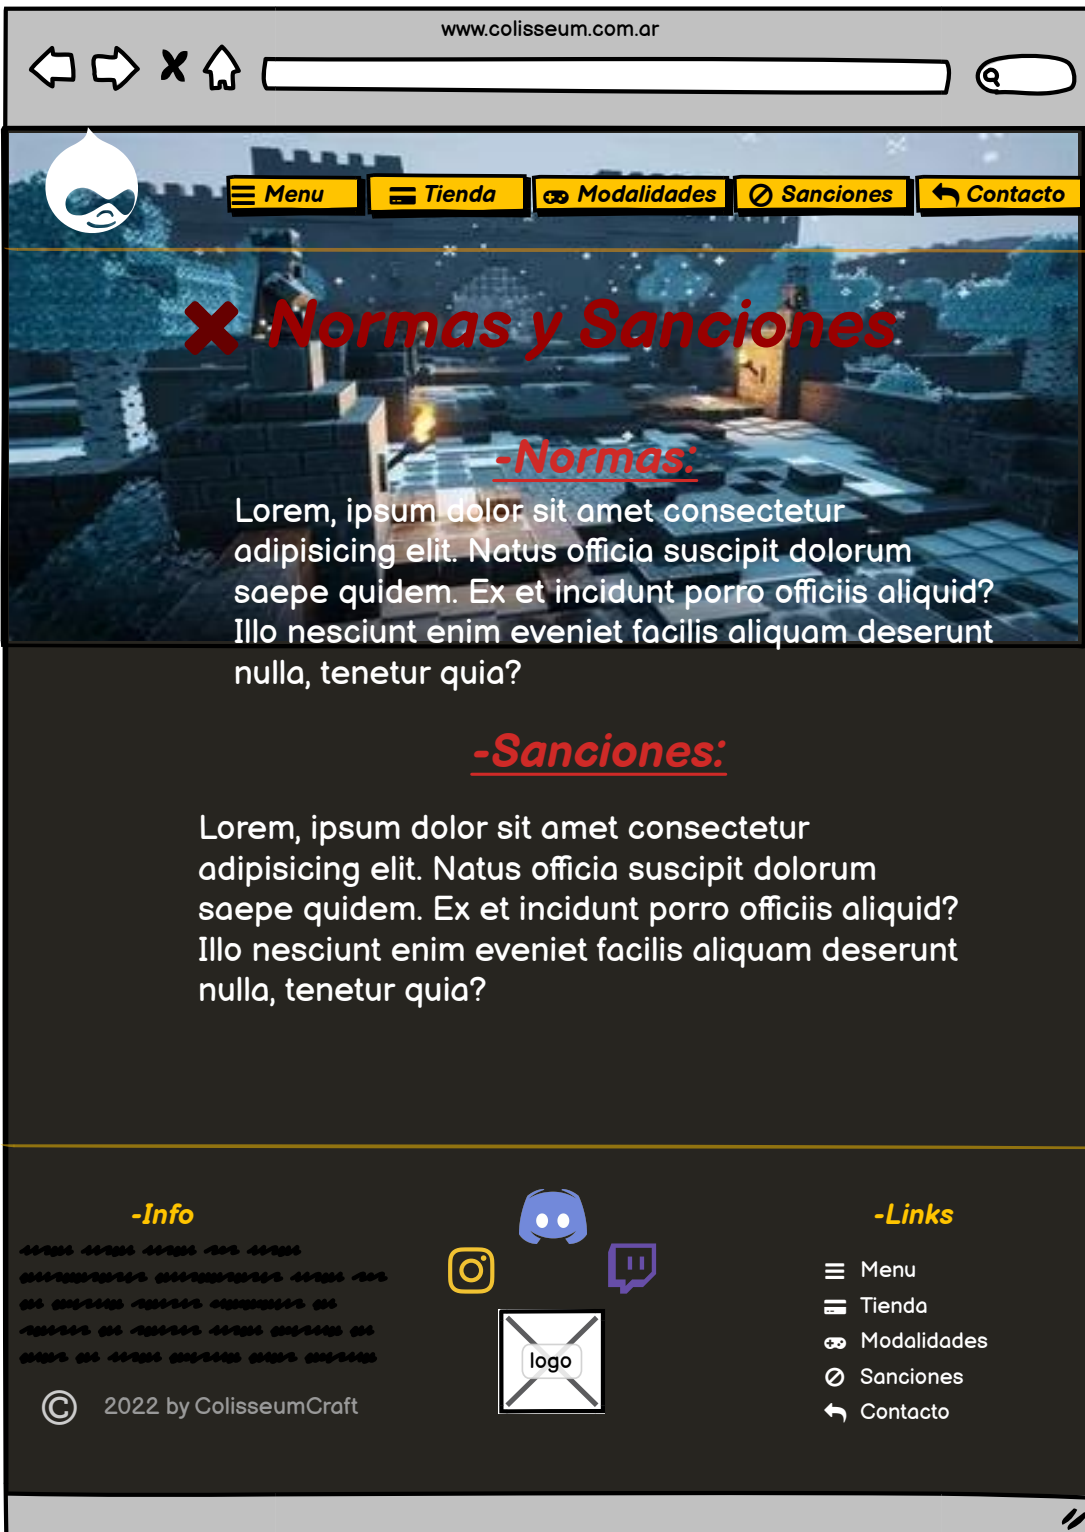 www.colisseum.com.ar
Menu Tienda Modalidades Sanciones Contacto
Normas y Sanciones
-Normas:
Lorem, ipsum dolor sit amet consectetur
adipisicing elit. Natus officia suscipit dolorum
saepe quidem. Ex et incidunt porro officiis aliquid?
Illo nesciunt enim eveniet facilis aliquam deserunt
nulla, tenetur quia?
-Sanciones:
Lorem, ipsum dolor sit amet consectetur
adipisicing elit. Natus officia suscipit dolorum
saepe quidem. Ex et incidunt porro officiis aliquid?
Illo nesciunt enim eveniet facilis aliquam deserunt
nulla, tenetur quia?
-Info
© 2022 by ColisseumCraft
logo
-Links
Menu
Tienda
Modalidades
Sanciones
Contacto